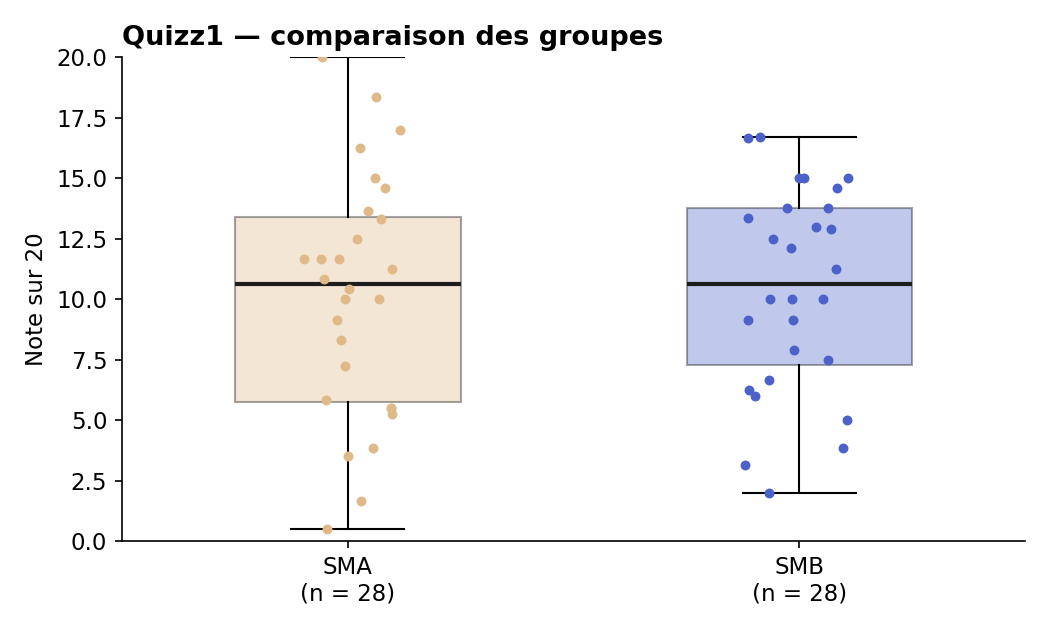 Quizz1 — comparaison des groupes
Note sur 20
20.0
17.5
15.0
12.5
10.0
7.5
5.0
2.5
0.0
SMA
(n = 28)
SMB
(n = 28)